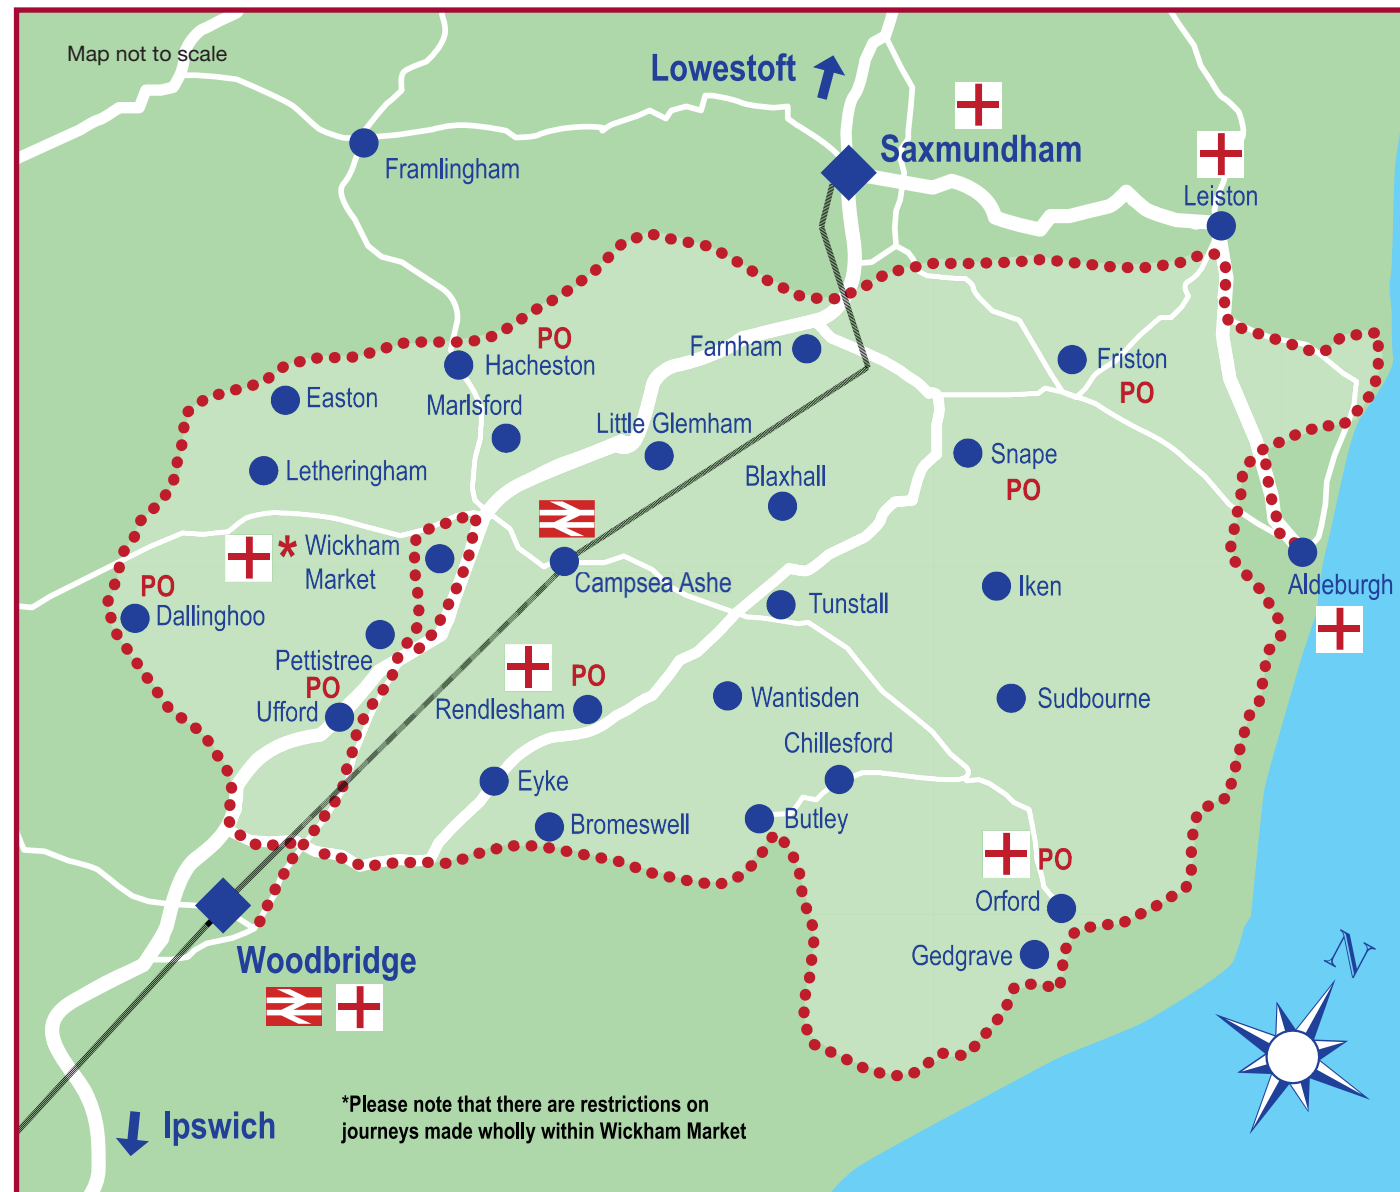 Map not to scale
Lowestoft
Saxmundham
Framlingham
Leiston
PO
Hacheston
Farnham
Friston
PO
Easton
Marlsford
Little Glemham
Letheringham
Blaxhall
Snape
PO
* Wickham
Market
Campsea Ashe
PO
Dallinghoo
Tunstall
Iken
Aldeburgh
Pettistree
PO
Ufford
PO
Rendlesham
Wantisden
Sudbourne
Chillesford
Eyke
Bromeswell
Butley
PO
Orford
Gedgrave
Woodbridge
N
Ipswich
*Please note that there are restrictions on
journeys made wholly within Wickham Market